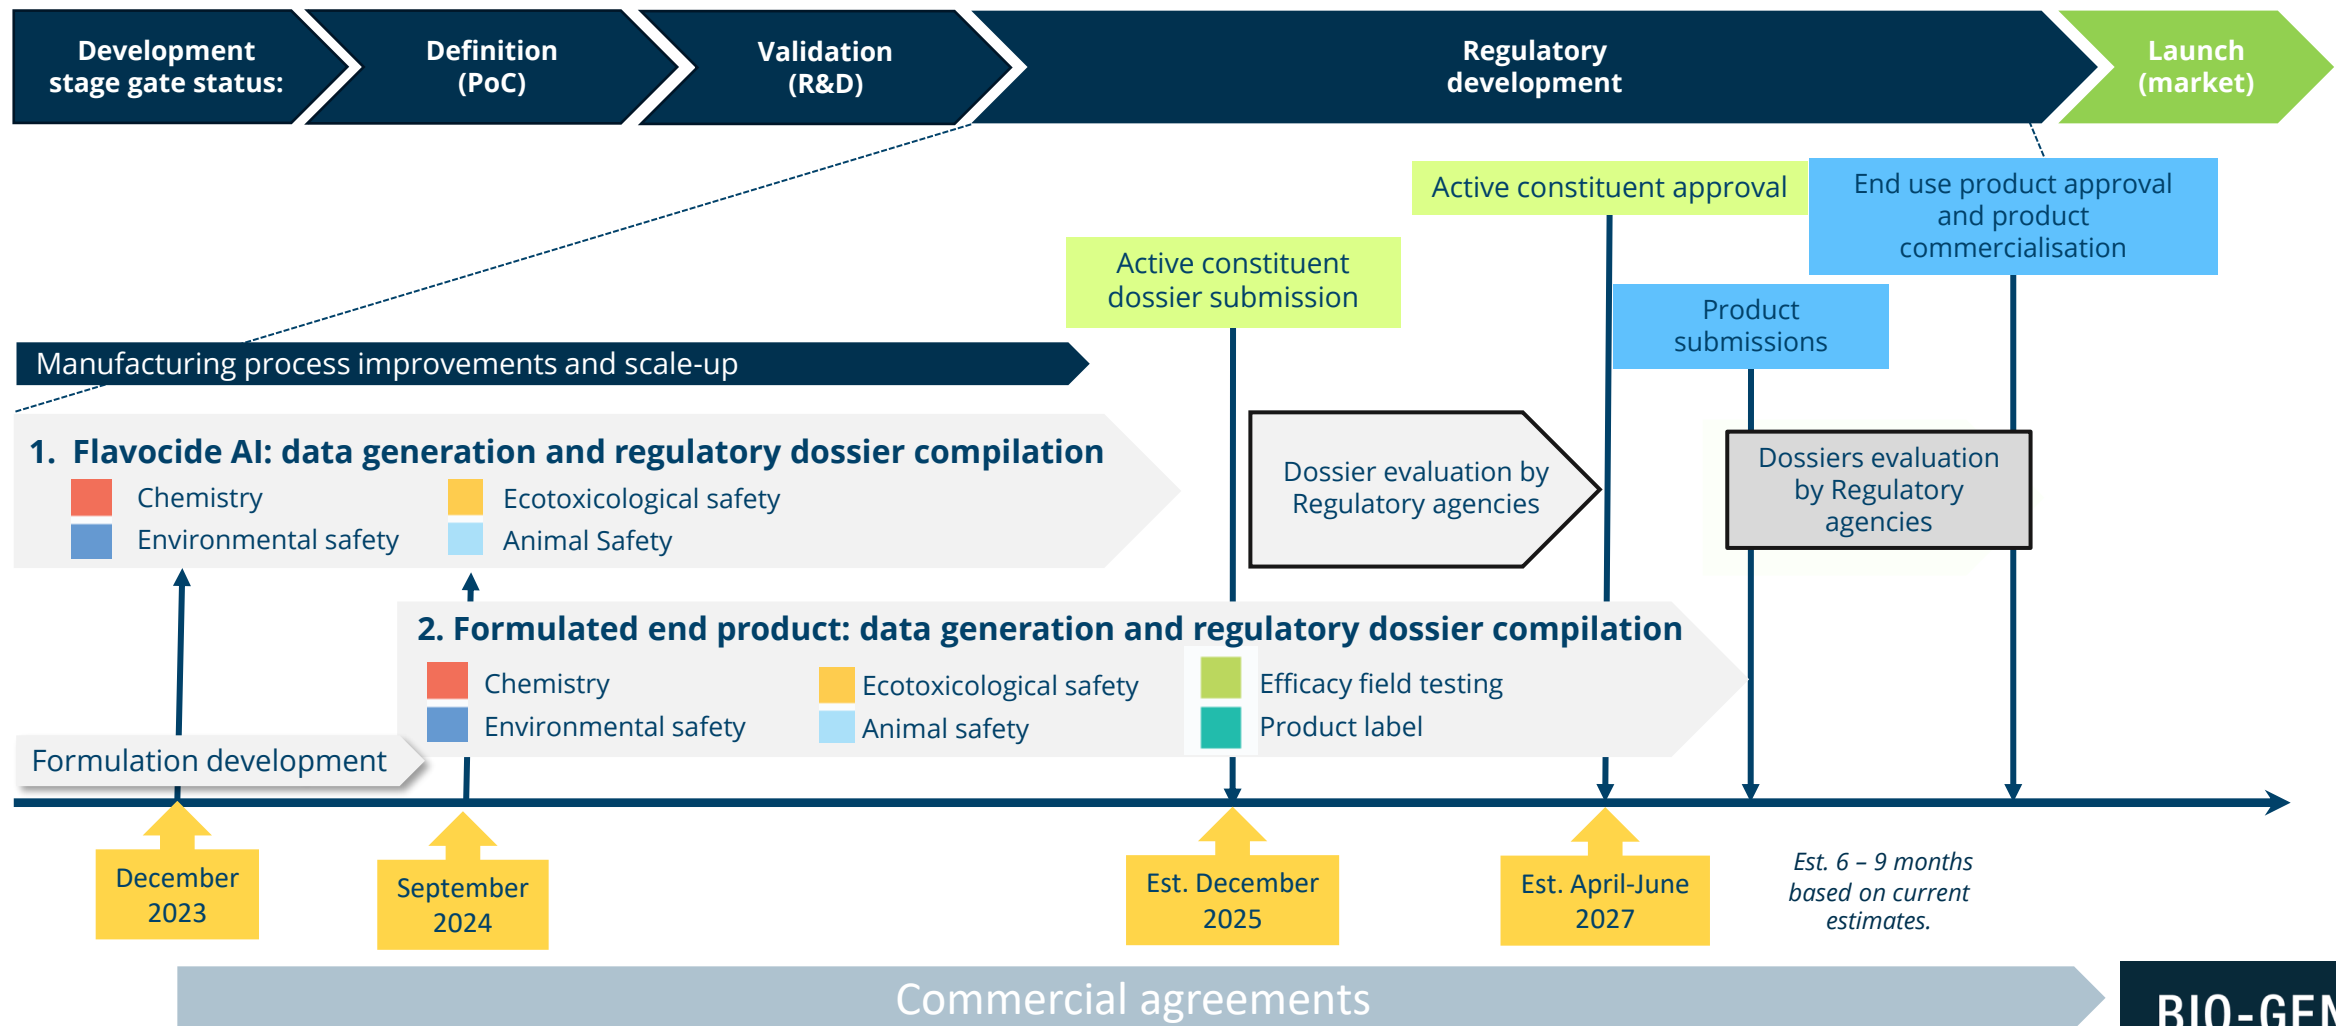 Development
stage gate status:
Definition
(PoC)
Validation
(R&D)
Regulatory
development
Launch
(market)
Active constituent approval
End use product approval
and product
commercialisation
Active constituent
dossier submission
Product
submissions
Manufacturing process improvements and scale-up
1. Flavocide AI: data generation and regulatory dossier compilation
Chemistry
Ecotoxicological safety
Environmental safety
Animal Safety
Dossier evaluation by
Regulatory agencies
Dossiers evaluation
by Regulatory
agencies
2. Formulated end product: data generation and regulatory dossier compilation
Chemistry
Ecotoxicological safety
Efficacy field testing
Environmental safety
Animal safety
Product label
Formulation development
December
2023
September
2024
Est. December
2025
Est. April-June
2027
Est. 6 – 9 months
based on current
estimates.
Commercial agreements
BIO-GEN